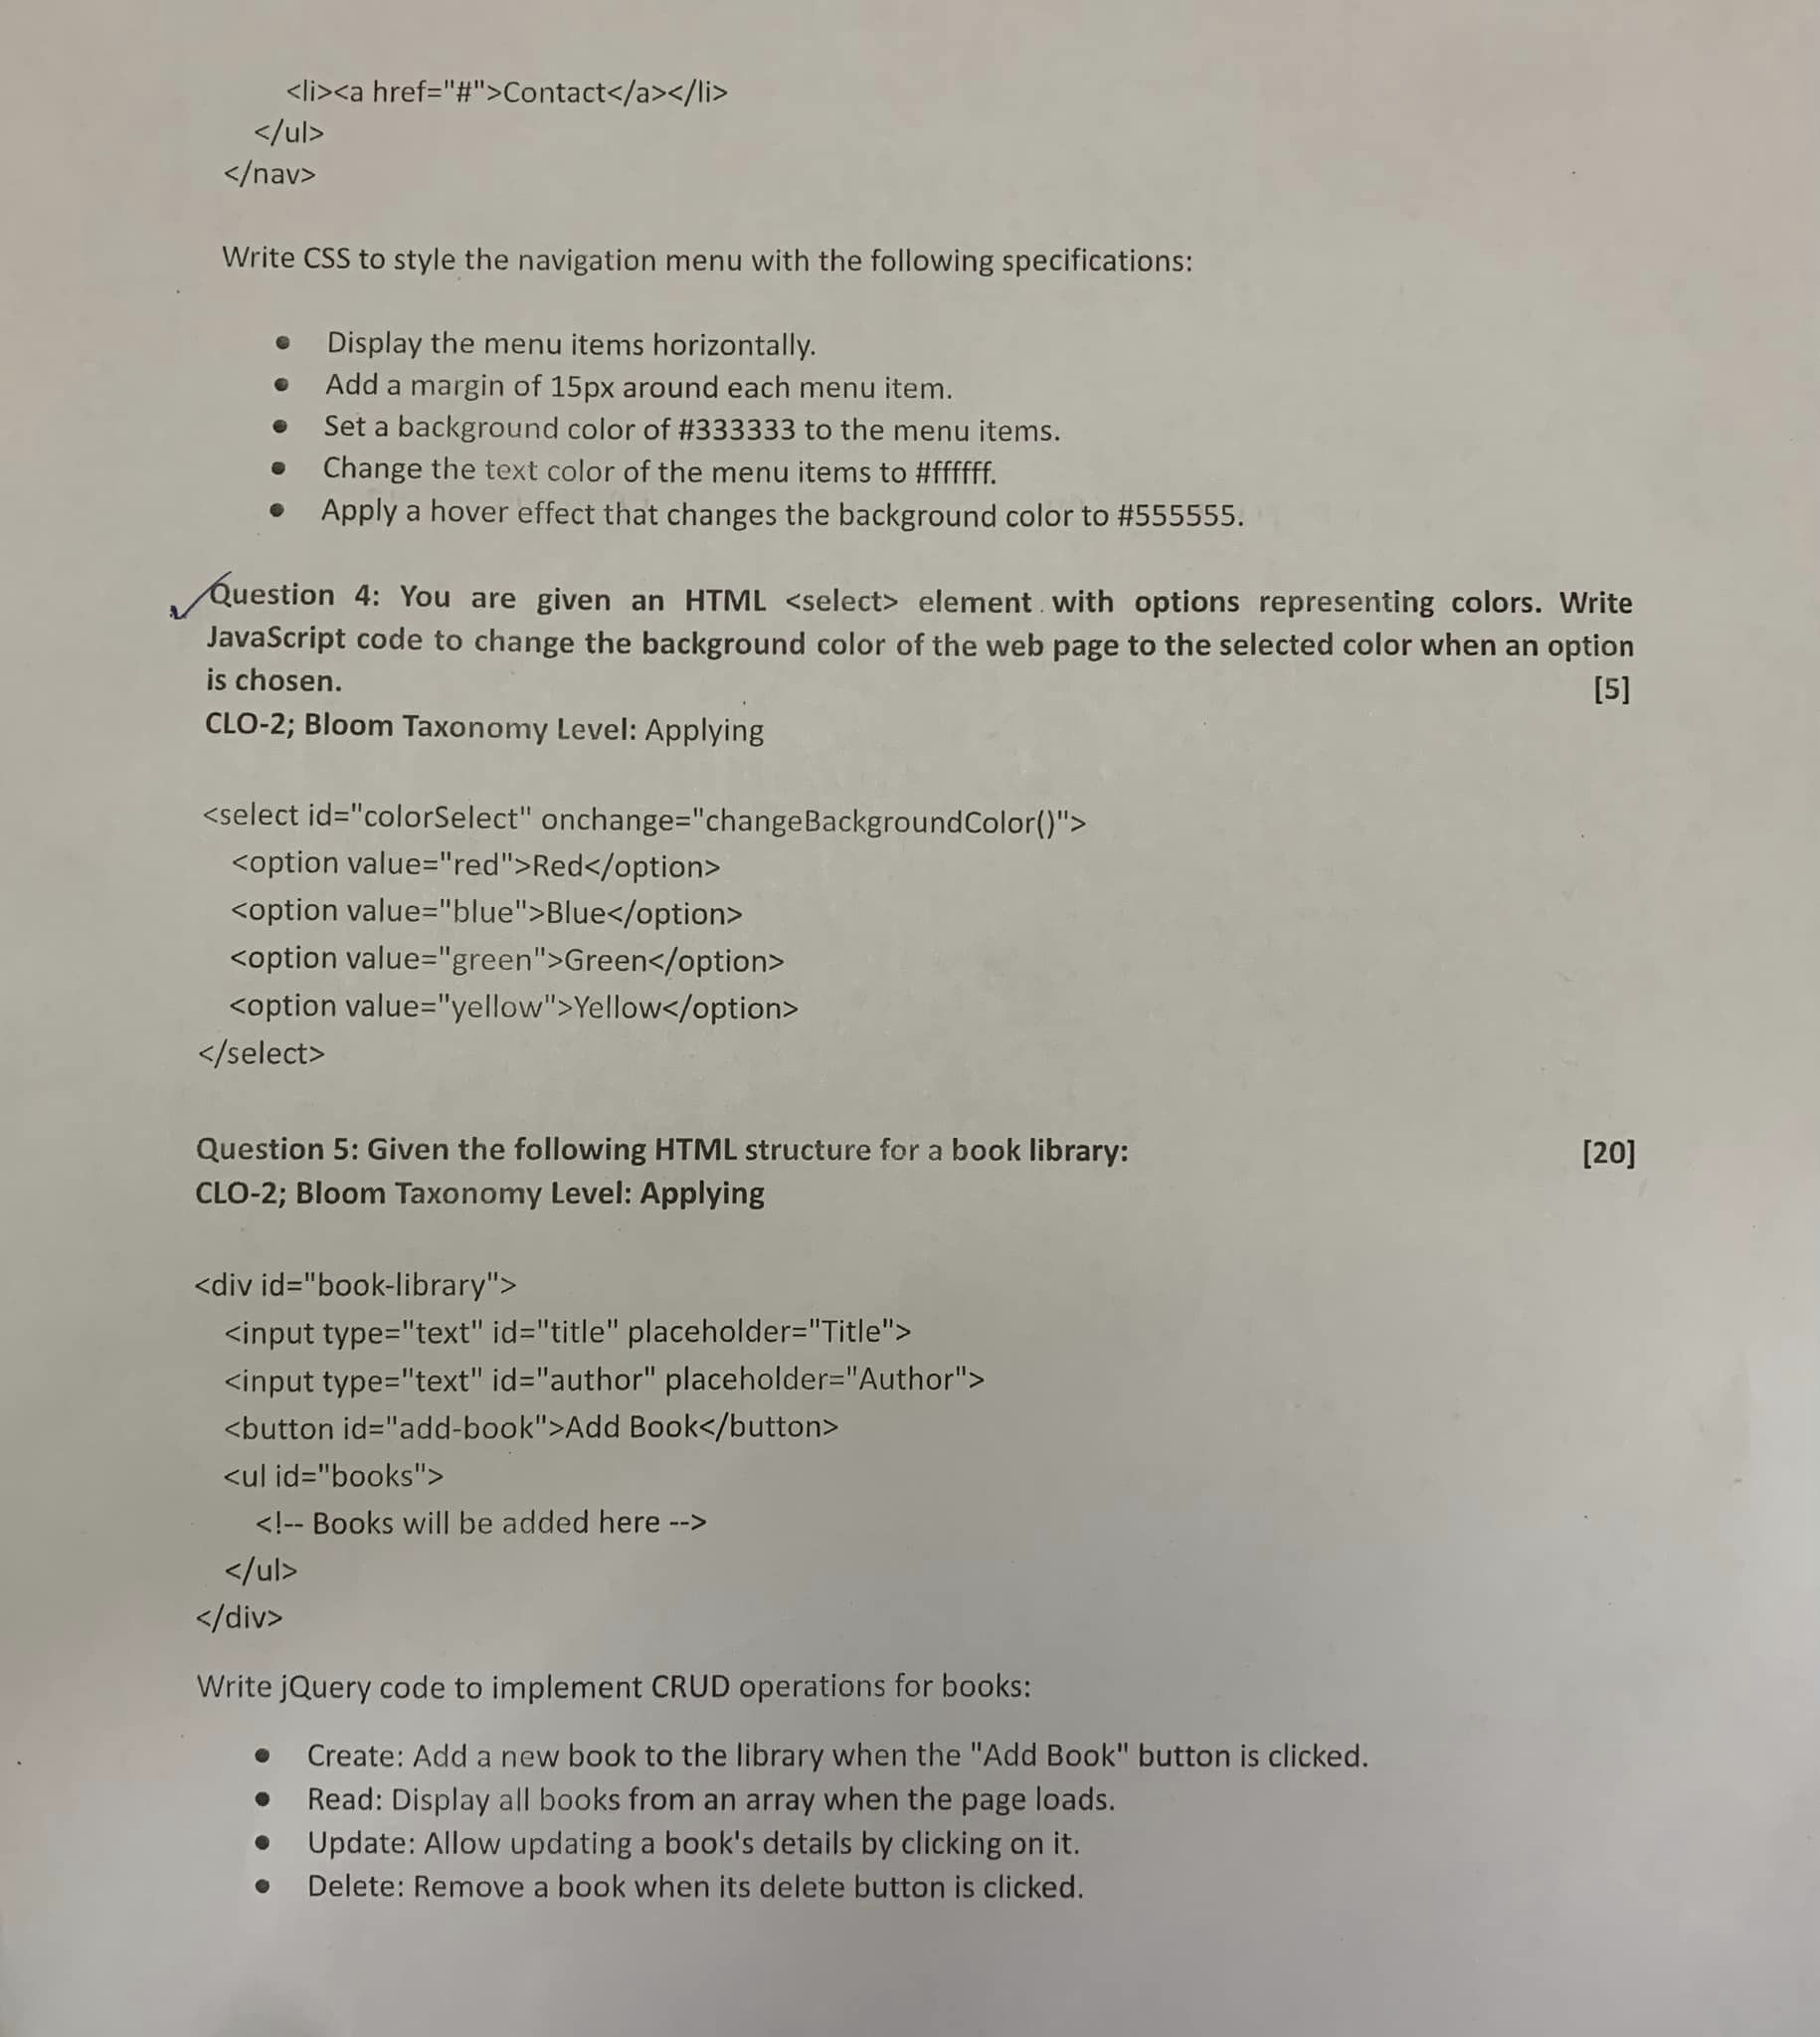 <li><a href="#">Contact</a></li>
</ul>
</nav>
Write CSS to style the navigation menu with the following specifications:
• Display the menu items horizontally.
• Add a margin of 15px around each menu item.
• Set a background color of #333333 to the menu items.
• Change the text color of the menu items to #ffffff.
• Apply a hover effect that changes the background color to #555555.
Question 4: You are given an HTML <select> element with options representing colors. Write
JavaScript code to change the background color of the web page to the selected color when an option
is chosen. [5]
CLO-2; Bloom Taxonomy Level: Applying
<select id="colorSelect" onchange="changeBackgroundColor()">
<option value="red">Red</option>
<option value="blue">Blue</option>
<option value="green">Green</option>
<option value="yellow">Yellow</option>
</select>
Question 5: Given the following HTML structure for a book library: [20]
CLO-2; Bloom Taxonomy Level: Applying
<div id="book-library">
<input type="text" id="title" placeholder="Title">
<input type="text" id="author" placeholder="Author">
<button id="add-book">Add Book</button>
<ul id="books">
<!-- Books will be added here -->
</ul>
</div>
Write jQuery code to implement CRUD operations for books:
• Create: Add a new book to the library when the "Add Book" button is clicked.
• Read: Display all books from an array when the page loads.
• Update: Allow updating a book's details by clicking on it.
• Delete: Remove a book when its delete button is clicked.